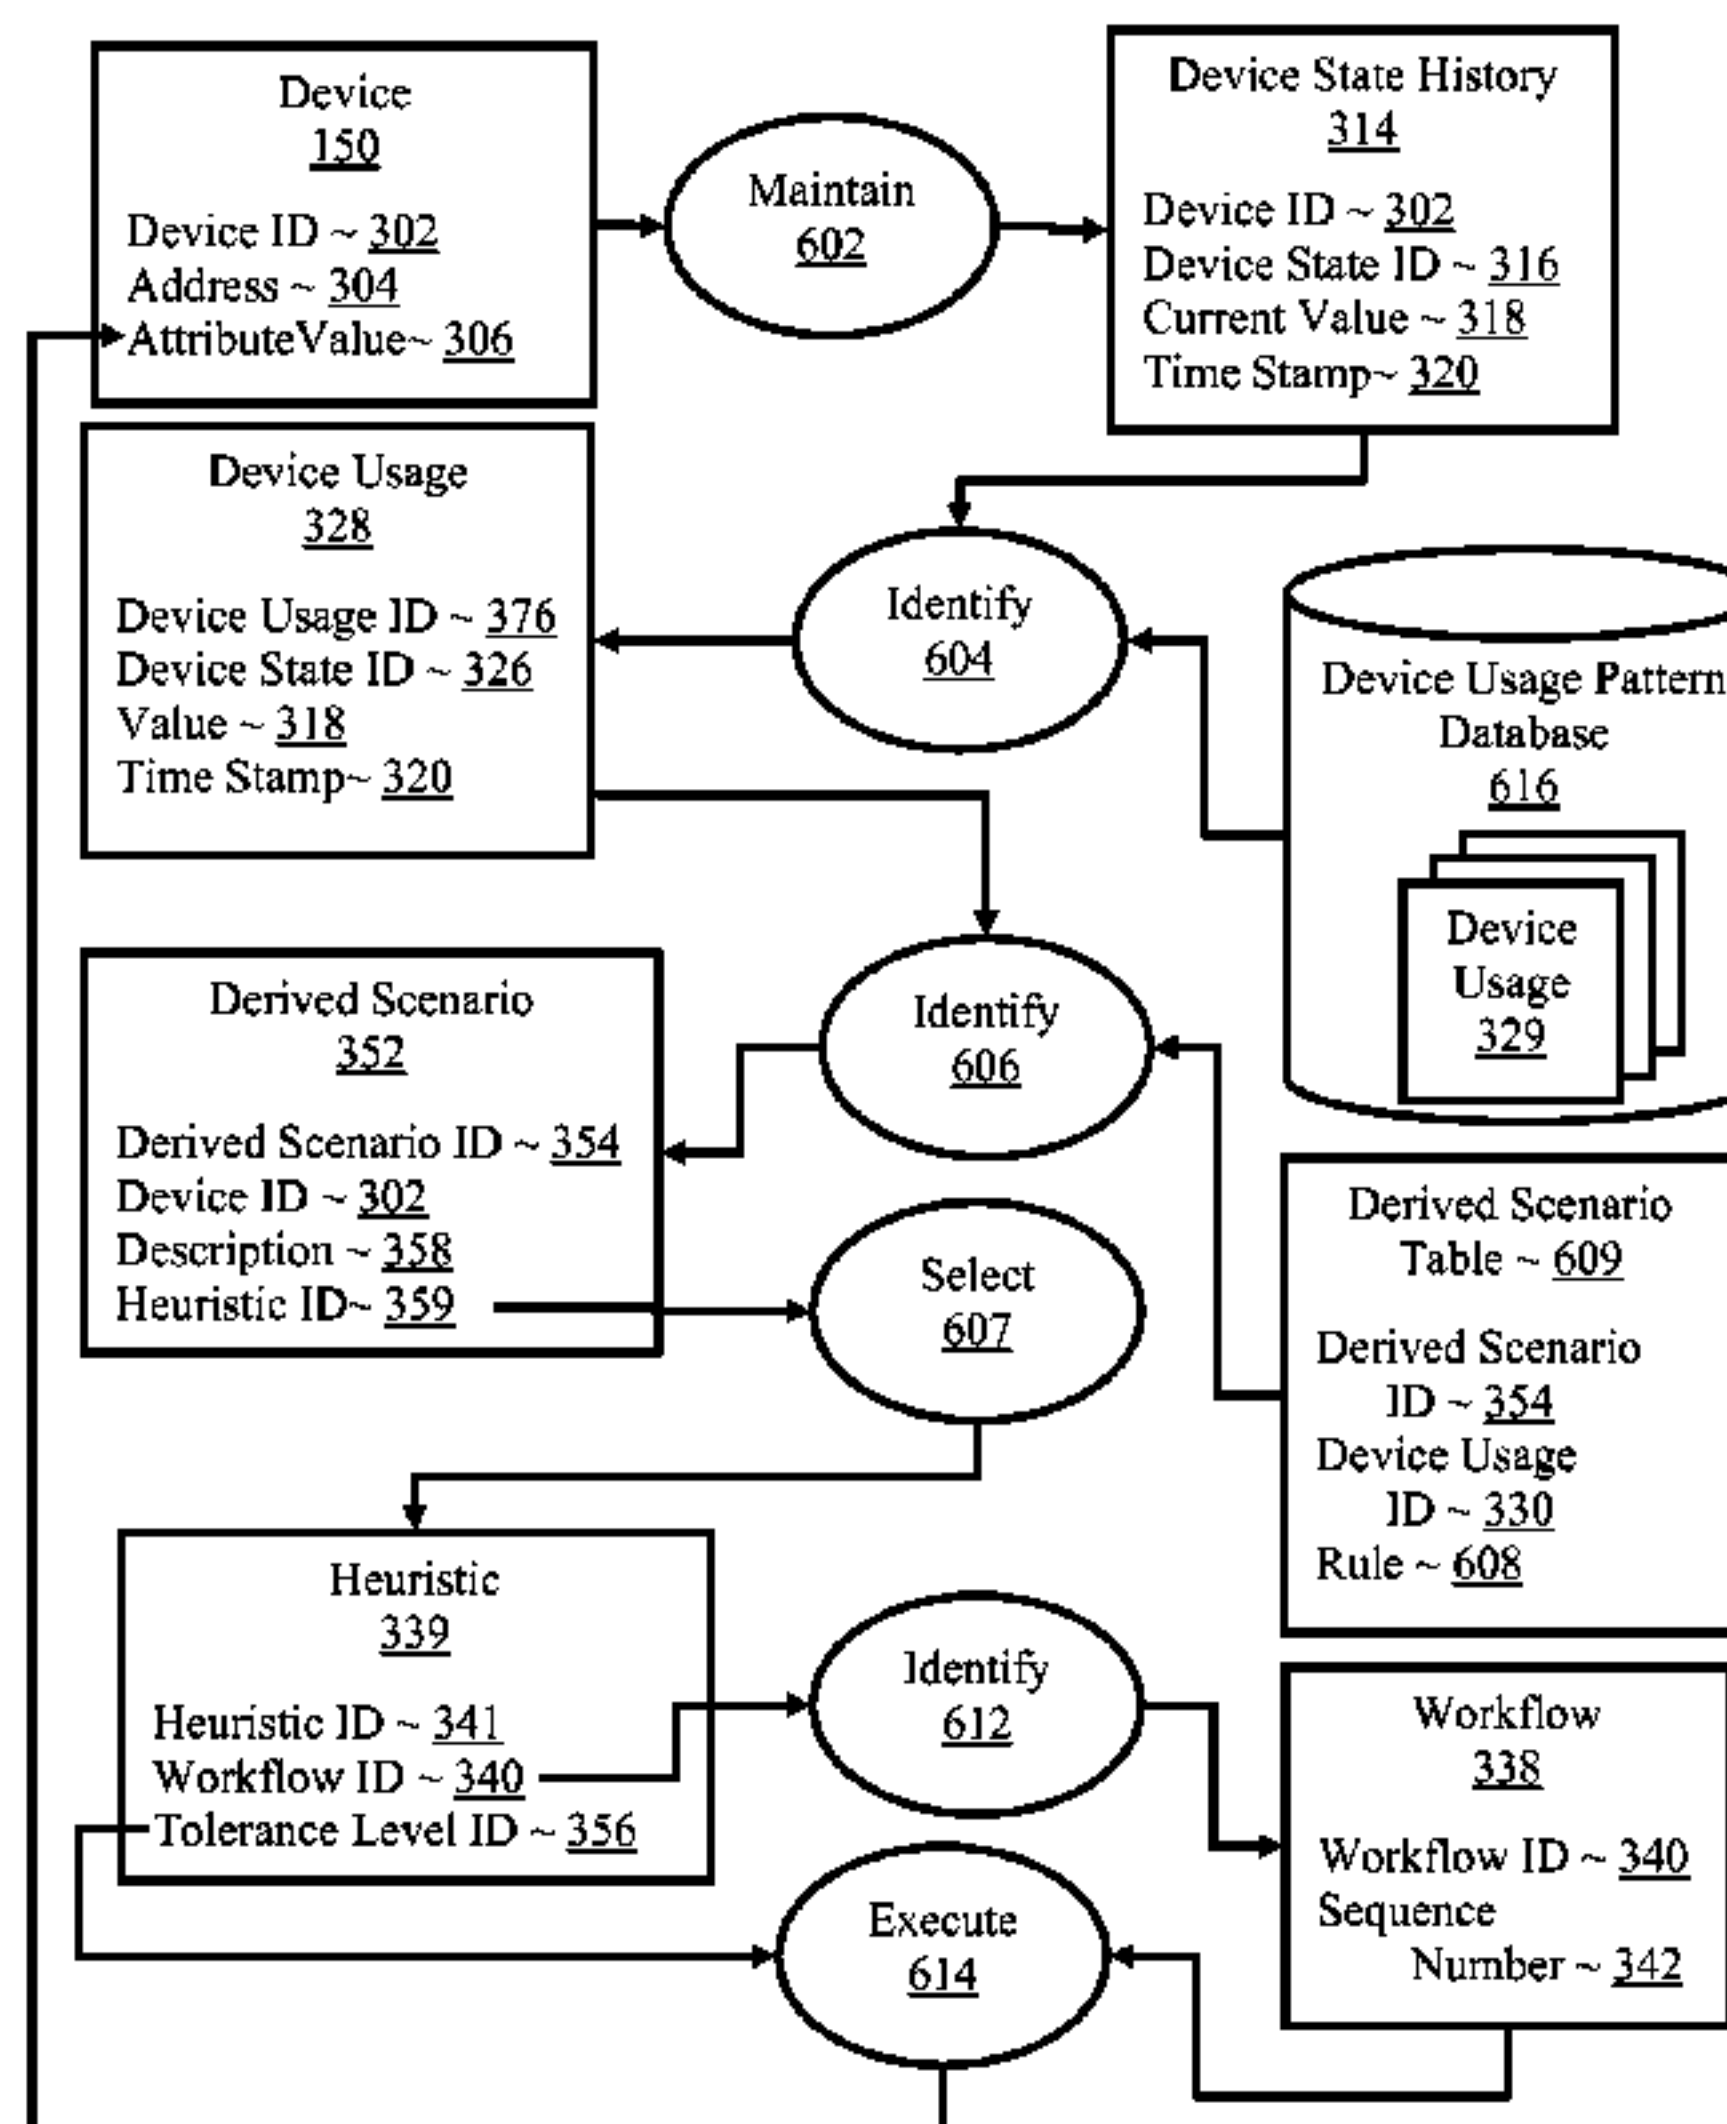 Device
150
Device ID ~ 302
Address ~ 304
AttributeValue~ 306
Maintain
602
Device State History
314
Device ID ~ 302
Device State ID ~ 316
Current Value ~ 318
Time Stamp~ 320
Device Usage
328
Device Usage ID ~ 376
Device State ID ~ 326
Value ~ 318
Time Stamp~ 320
Identify
604
Device Usage Pattern
Database
616
Device
Usage
329
Derived Scenario
352
Derived Scenario ID ~ 354
Device ID ~ 302
Description ~ 358
Heuristic ID~ 359
Identify
606
Select
607
Derived Scenario
Table ~ 609
Derived Scenario
ID ~ 354
Device Usage
ID ~ 330
Rule ~ 608
Heuristic
339
Heuristic ID ~ 341
Workflow ID ~ 340
Tolerance Level ID ~ 356
Identify
612
Execute
614
Workflow
338
Workflow ID ~ 340
Sequence
Number ~ 342